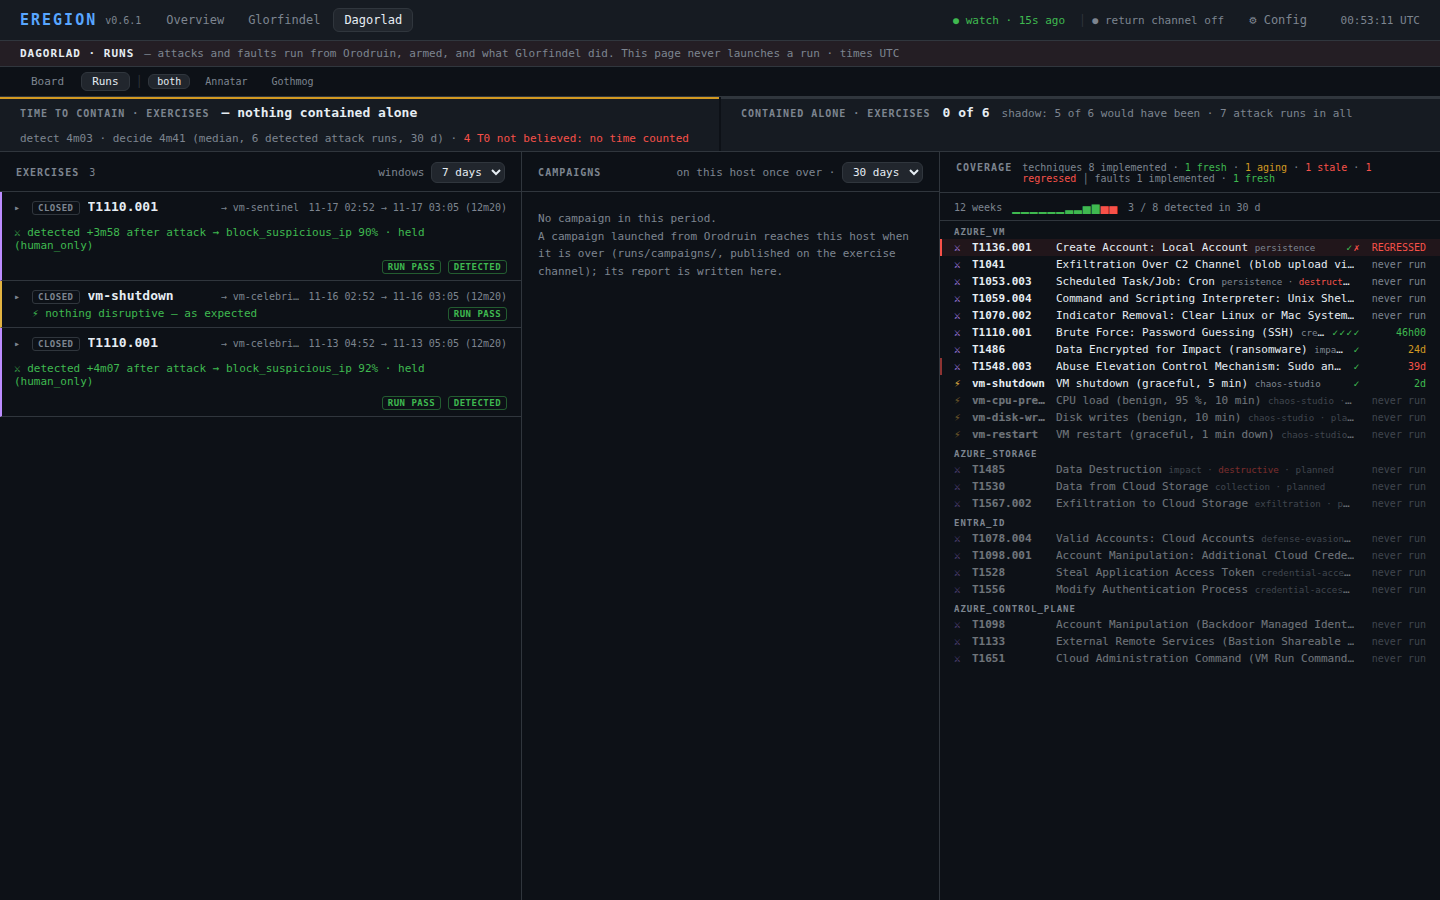 EREGION v0.6.1 Overview Glorfindel Dagorlad ● watch · 15s ago ● return channel off ⚙ Config 00:53:11 UTC
DAGORLAD · RUNS — attacks and faults run from Orodruin, armed, and what Glorfindel did. This page never launches a run · times UTC
Board Runs both Annatar Gothmog
TIME TO CONTAIN · EXERCISES — nothing contained alone
detect 4m03 · decide 4m41 (median, 6 detected attack runs, 30 d) · 4 T0 not believed: no time counted
CONTAINED ALONE · EXERCISES 0 of 6 shadow: 5 of 6 would have been · 7 attack runs in all
EXERCISES 3 windows 7 days
▸ CLOSED T1110.001 → vm-sentinel 11-17 02:52 → 11-17 03:05 (12m20)
⚔ detected +3m58 after attack → block_suspicious_ip 90% · held
(human_only)
RUN PASS DETECTED
▸ CLOSED vm-shutdown → vm-celebri… 11-16 02:52 → 11-16 03:05 (12m20)
⚡ nothing disruptive — as expected RUN PASS
▸ CLOSED T1110.001 → vm-celebri… 11-13 04:52 → 11-13 05:05 (12m20)
⚔ detected +4m07 after attack → block_suspicious_ip 92% · held
(human_only)
RUN PASS DETECTED
CAMPAIGNS on this host once over · 30 days
No campaign in this period.
A campaign launched from Orodruin reaches this host when
it is over (runs/campaigns/, published on the exercise
channel); its report is written here.
COVERAGE techniques 8 implemented · 1 fresh · 1 aging · 1 stale · 1
regressed | faults 1 implemented · 1 fresh
12 weeks 3 / 8 detected in 30 d
AZURE_VM
⚔ T1136.001 Create Account: Local Account persistence ✓✗ REGRESSED
⚔ T1041 Exfiltration Over C2 Channel (blob upload vi… never run
⚔ T1053.003 Scheduled Task/Job: Cron persistence · destruct… never run
⚔ T1059.004 Command and Scripting Interpreter: Unix Shel… never run
⚔ T1070.002 Indicator Removal: Clear Linux or Mac System… never run
⚔ T1110.001 Brute Force: Password Guessing (SSH) cre… ✓✓✓✓ 46h00
⚔ T1486 Data Encrypted for Impact (ransomware) impa… ✓ 24d
⚔ T1548.003 Abuse Elevation Control Mechanism: Sudo an… ✓ 39d
⚡ vm-shutdown VM shutdown (graceful, 5 min) chaos-studio ✓ 2d
⚡ vm-cpu-pre… CPU load (benign, 95 %, 10 min) chaos-studio ·… never run
⚡ vm-disk-wr… Disk writes (benign, 10 min) chaos-studio · pla… never run
⚡ vm-restart VM restart (graceful, 1 min down) chaos-studio… never run
AZURE_STORAGE
⚔ T1485 Data Destruction impact · destructive · planned never run
⚔ T1530 Data from Cloud Storage collection · planned never run
⚔ T1567.002 Exfiltration to Cloud Storage exfiltration · p… never run
ENTRA_ID
⚔ T1078.004 Valid Accounts: Cloud Accounts defense-evasion… never run
⚔ T1098.001 Account Manipulation: Additional Cloud Crede… never run
⚔ T1528 Steal Application Access Token credential-acce… never run
⚔ T1556 Modify Authentication Process credential-acces… never run
AZURE_CONTROL_PLANE
⚔ T1098 Account Manipulation (Backdoor Managed Ident… never run
⚔ T1133 External Remote Services (Bastion Shareable … never run
⚔ T1651 Cloud Administration Command (VM Run Command… never run